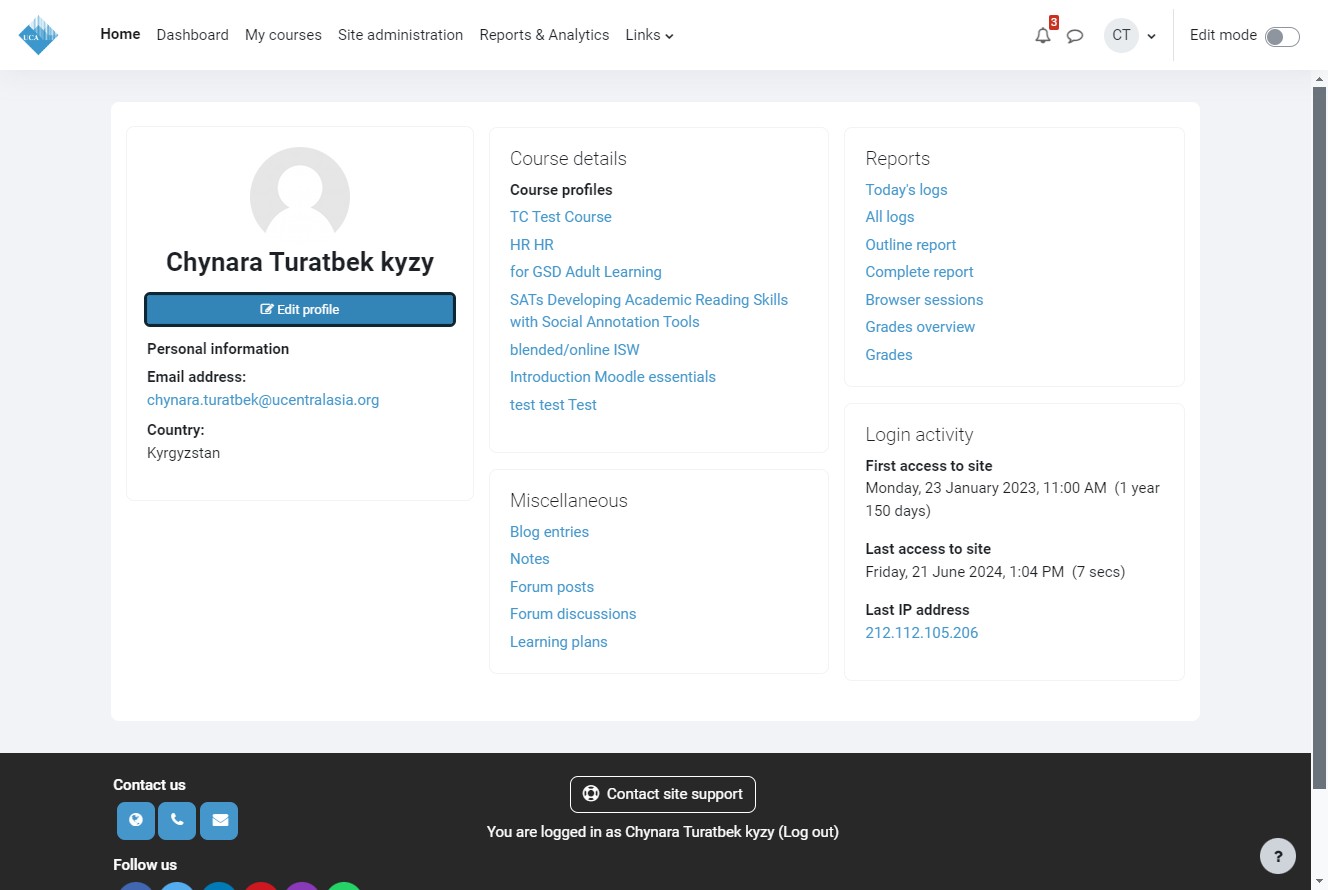 UCA
Home
Dashboard
My courses
Site administration
Reports & Analytics
Links
3
CT
Edit mode
Chynara Turatbek kyzy
Edit profile
Personal information
Email address:
chynara.turatbek@ucentralasia.org
Country:
Kyrgyzstan
Course details
Course profiles
TC Test Course
HR HR
for GSD Adult Learning
SATs Developing Academic Reading Skills
with Social Annotation Tools
blended/online ISW
Introduction Moodle essentials
test test Test
Miscellaneous
Blog entries
Notes
Forum posts
Forum discussions
Learning plans
Reports
Today's logs
All logs
Outline report
Complete report
Browser sessions
Grades overview
Grades
Login activity
First access to site
Monday, 23 January 2023, 11:00 AM  (1 year
150 days)
Last access to site
Friday, 21 June 2024, 1:04 PM  (7 secs)
Last IP address
212.112.105.206
Contact us
Contact site support
You are logged in as Chynara Turatbek kyzy (Log out)
Follow us
?